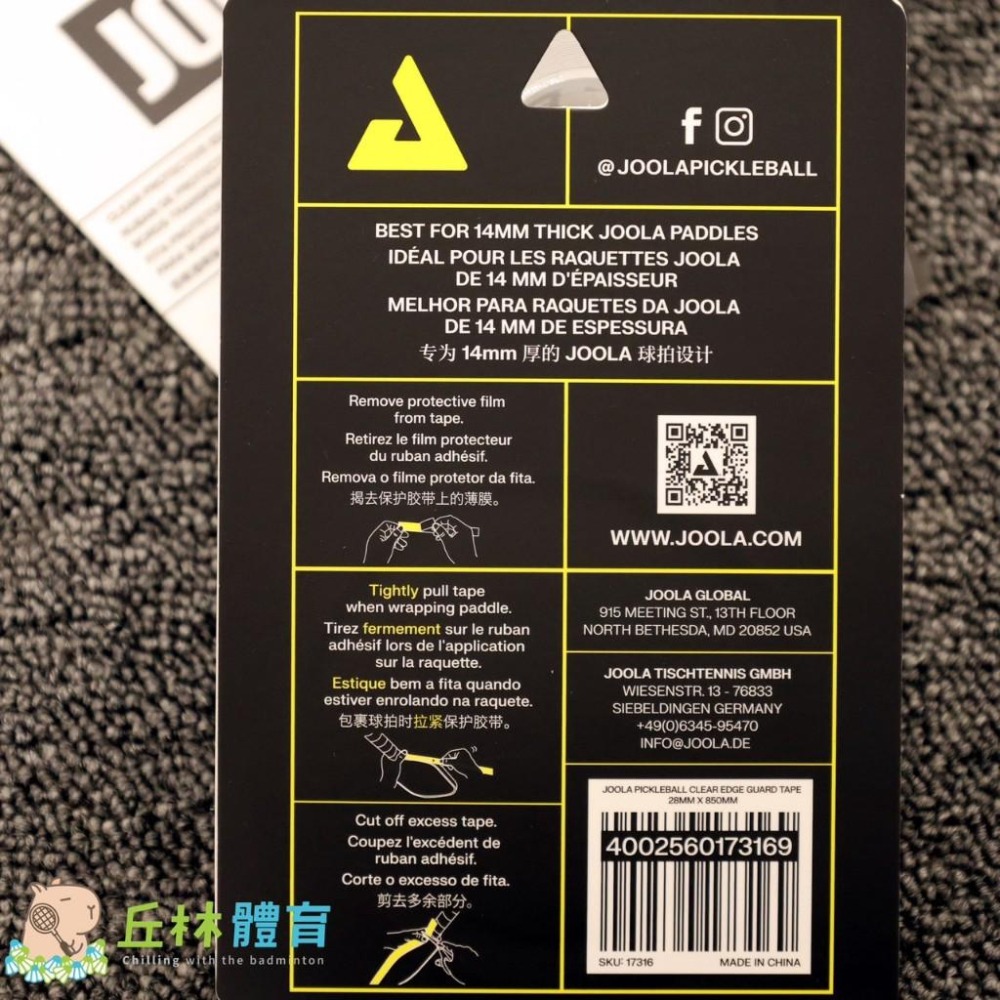 JOO
@JOOLAPICKLEBALL
BEST FOR 14MM THICK JOOLA PADDLES
IDÉAL POUR LES RAQUETTES JOOLA
DE 14 MM D'ÉPAISSEUR
MELHOR PARA RAQUETES DA JOOLA
DE 14 MM DE ESPESSURA
专为 14mm 厚的 JOOLA 球拍设计
Remove protective film
from tape.
Retirez le film protecteur
du ruban adhésif.
Remova o filme protetor da fita.
揭去保护胶带上的薄膜。
WWW.JOOLA.COM
Tightly pull tape
when wrapping paddle.
Tirez fermement sur le ruban
adhésif lors de l'application
sur la raquette.
Estique bem a fita quando
estiver enrolando na raquete.
包裹球拍时拉紧保护胶带。
JOOLA GLOBAL
915 MEETING ST., 13TH FLOOR
NORTH BETHESDA, MD 20852 USA
JOOLA TISCHTENNIS GMBH
WIESENSTR. 13 - 76833
SIEBELDINGEN GERMANY
+49(0)6345-95470
INFO@JOOLA.DE
Cut off excess tape.
Coupez l'excédent de
ruban adhésif.
Corte o excesso de fita.
剪去多余部分。
JOOLA PICKLEBALL CLEAR EDGE GUARD TAPE
28MM X 850MM
4002560173169
SKU: 17316 MADE IN CHINA
丘林體育
Chilling with the badminton